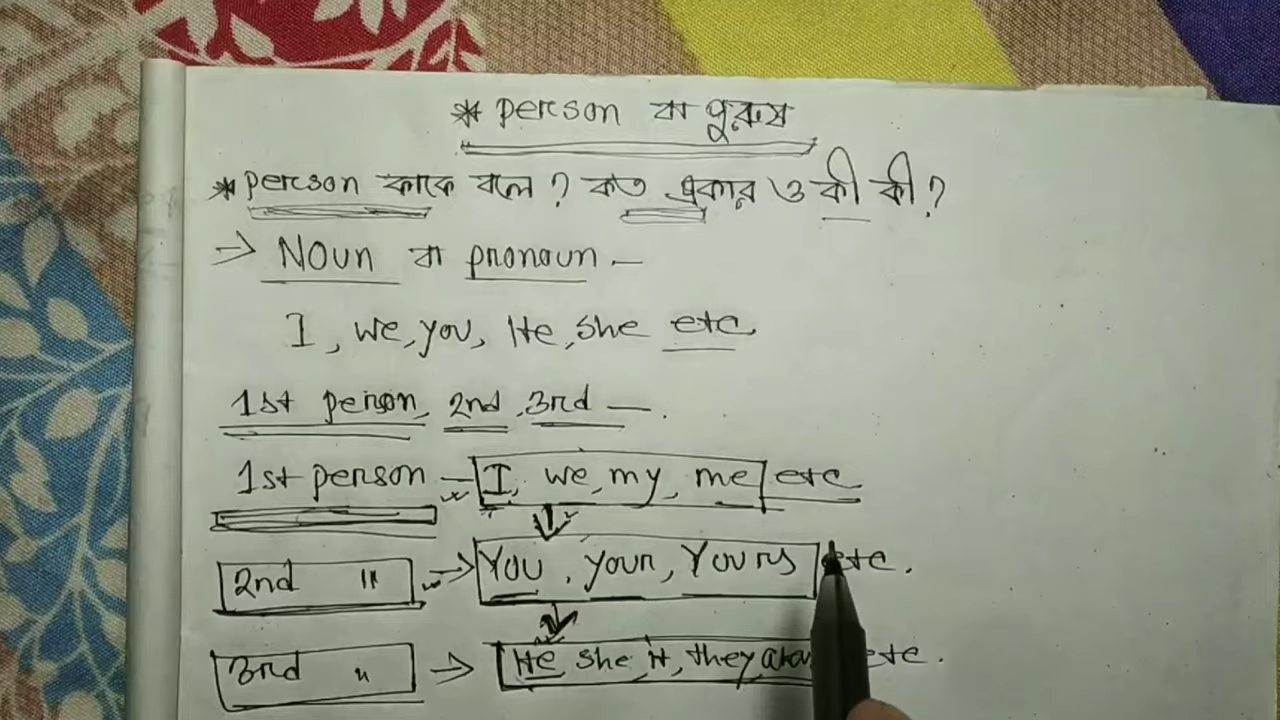 * person বা পুরুষ
* person কাকে বলে ? কত প্রকার ও কী কী ?
→ Noun বা pronoun —
I, we, you, He, she etc
1st person, 2nd, 3rd —.
1st person — I, we, my, me etc
2nd " → You, your, Yours etc.
3rd " → He she it, they etc.